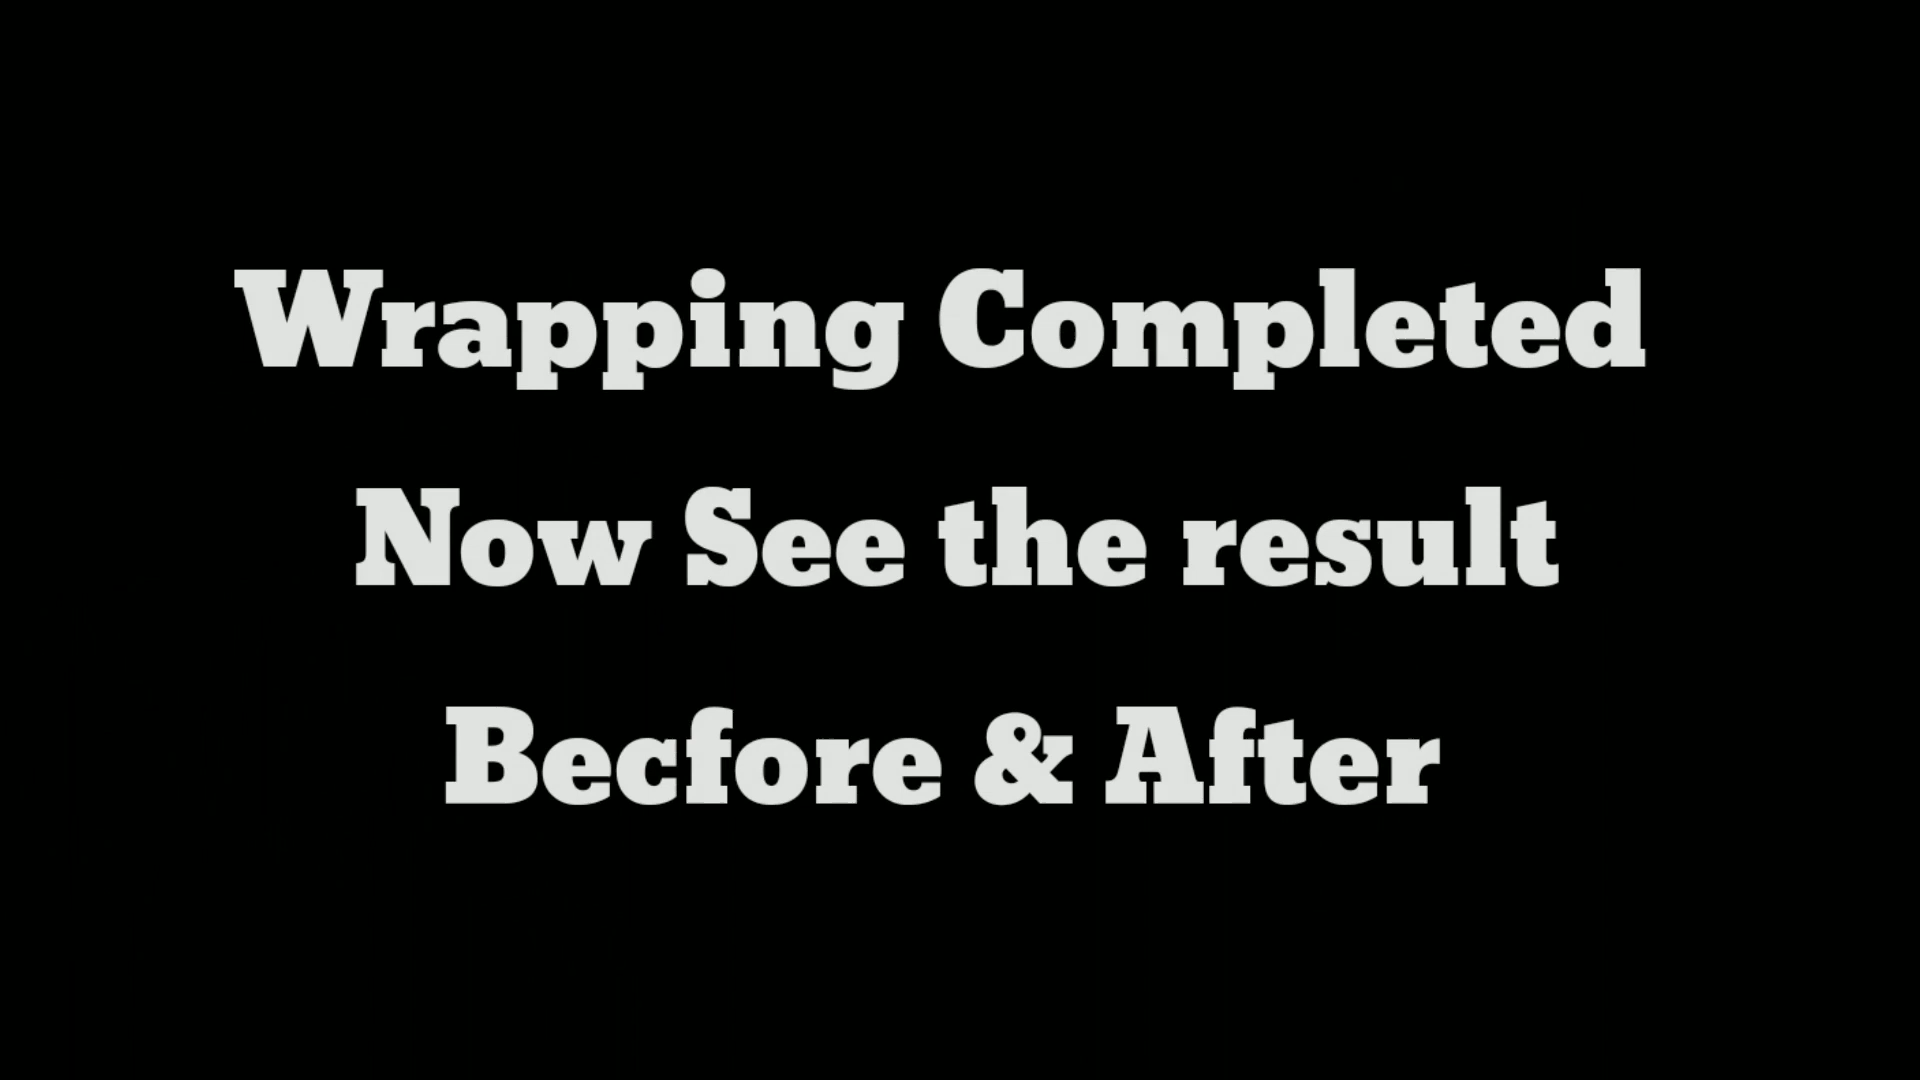 Wrapping Completed
Now See the result
Becfore & After